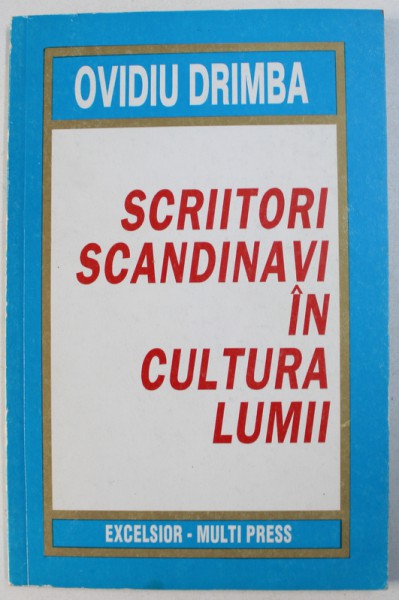 OVIDIU DRIMBA
SCRIITORI
SCANDINAVI
ÎN
CULTURA
LUMII
EXCELSIOR - MULTI PRESS